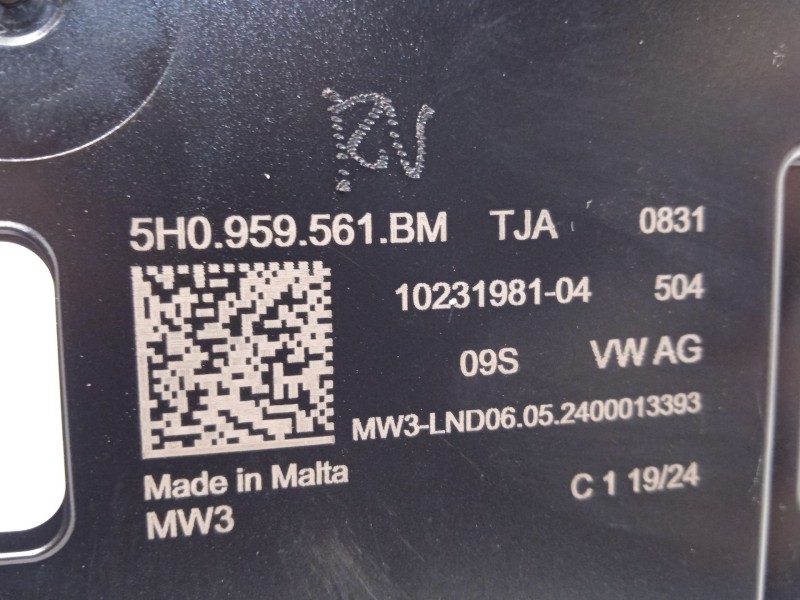 5H0.959.561.BM TJA 0831
10231981-04 504
09S VW AG
MW3-LND06.05.2400013393
Made in Malta C 1 19/24
MW3